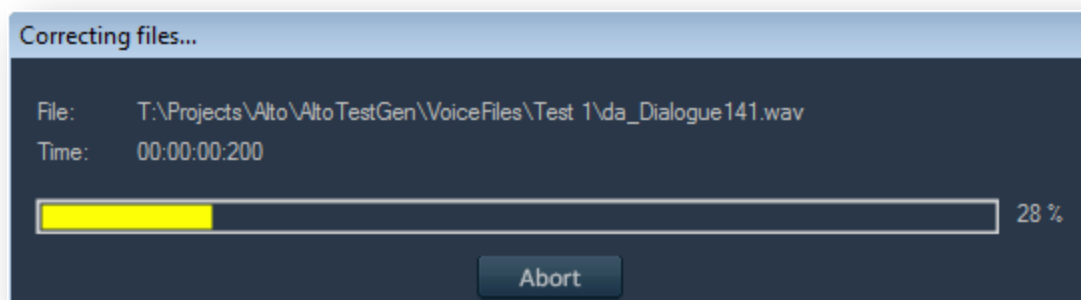 Correcting files...
File: T:\Projects\Alto\AltoTestGen\VoiceFiles\Test 1\da_Dialogue141.wav
Time: 00:00:00:200
28 %
Abort